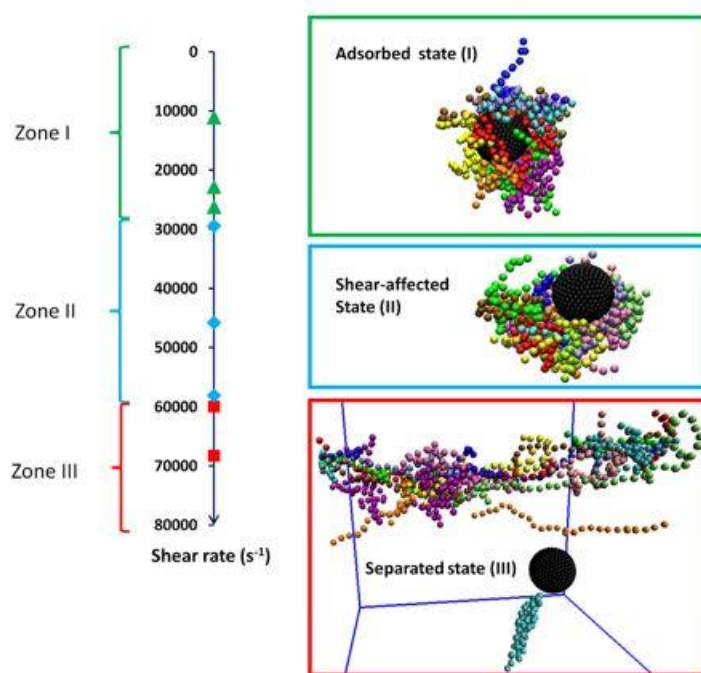 0
10000
Zone I
20000
30000
40000
Zone II
50000
60000
Zone III
70000
80000
Shear rate (s-1)
Adsorbed state (I)
Shear-affected
State (II)
Separated state (III)